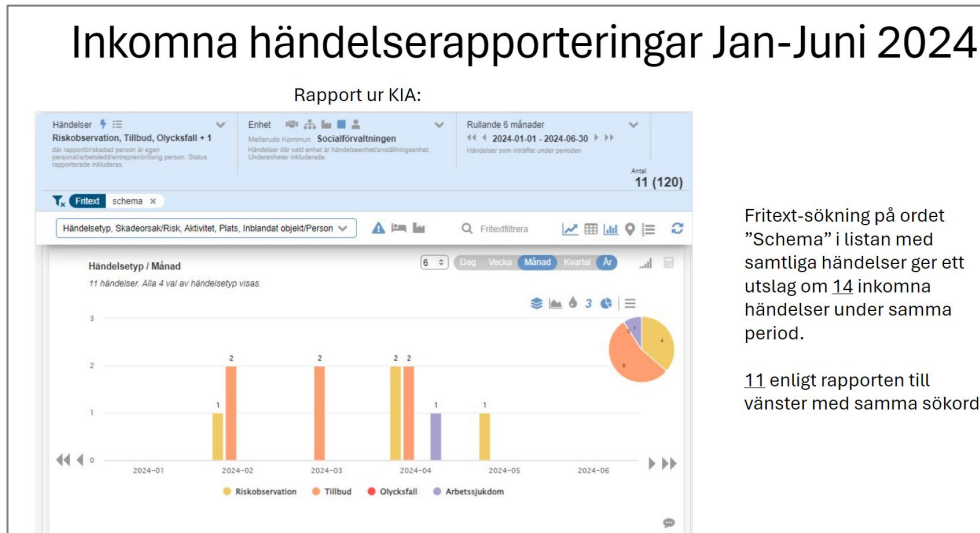 Inkomna händelserapporteringar Jan-Juni 2024
Rapport ur KIA:
Händelser
Riskobservation, Tillbud, Olycksfall + 1
där rapportör/skadad person är egen
personal/arbetsledd/entreprenör/övrig person. Status
rapporterade inkluderas.
Enhet
Melleruds Kommun Socialförvaltningen
Händelser där vald enhet är händelseenhet/anställningsenhet.
Underenheter inkluderade.
Rullande 6 månader
2024-01-01 - 2024-06-30
Händelser som inträffat under perioden
Antal
11 (120)
Fritext schema ×
Händelsetyp, Skadeorsak/Risk, Aktivitet, Plats, Inblandat objekt/Person
Fritextfiltrera
Händelsetyp / Månad
11 händelser. Alla 4 val av händelsetyp visas.
6 Dag Vecka Månad Kvartal År
3
3
2
1
0
1 2 2 2 2 1 1
4
6
1
2024-01 2024-02 2024-03 2024-04 2024-05 2024-06
Riskobservation Tillbud Olycksfall Arbetssjukdom
Fritext-sökning på ordet
”Schema” i listan med
samtliga händelser ger ett
utslag om 14 inkomna
händelser under samma
period.
11 enligt rapporten till
vänster med samma sökord